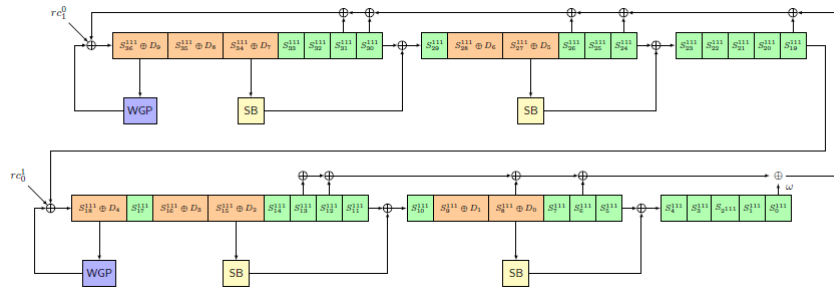 rc_1^0
S_36^111 ⊕ D_9 S_35^111 ⊕ D_8 S_34^111 ⊕ D_7 S_33^111 S_32^111 S_31^111 S_30^111 S_29^111 S_28^111 ⊕ D_6 S_27^111 ⊕ D_5 S_26^111 S_25^111 S_24^111 S_23^111 S_22^111 S_21^111 S_20^111 S_19^111
WGP SB SB
rc_0^1
ω
S_18^111 ⊕ D_4 S_17^111 S_16^111 ⊕ D_3 S_15^111 ⊕ D_2 S_14^111 S_13^111 S_12^111 S_11^111 S_10^111 S_9^111 ⊕ D_1 S_8^111 ⊕ D_0 S_7^111 S_6^111 S_5^111 S_4^111 S_3^111 S_2^111 S_1^111 S_0^111
WGP SB SB